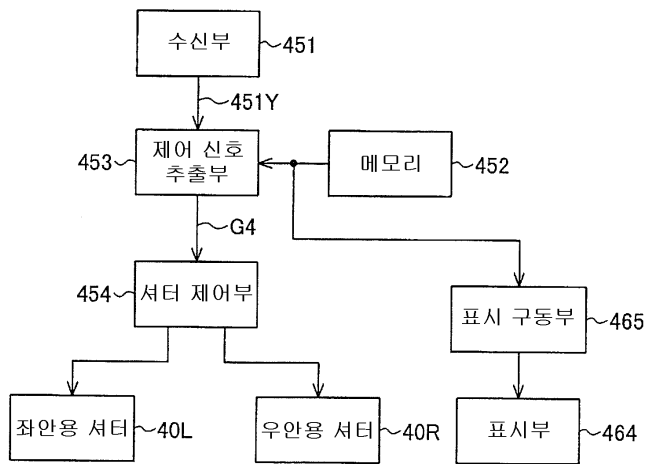 수신부
451
451Y
453
제어 신호
추출부
메모리
452
G4
454
셔터 제어부
표시 구동부
465
좌안용 셔터
40L
우안용 셔터
40R
표시부
464